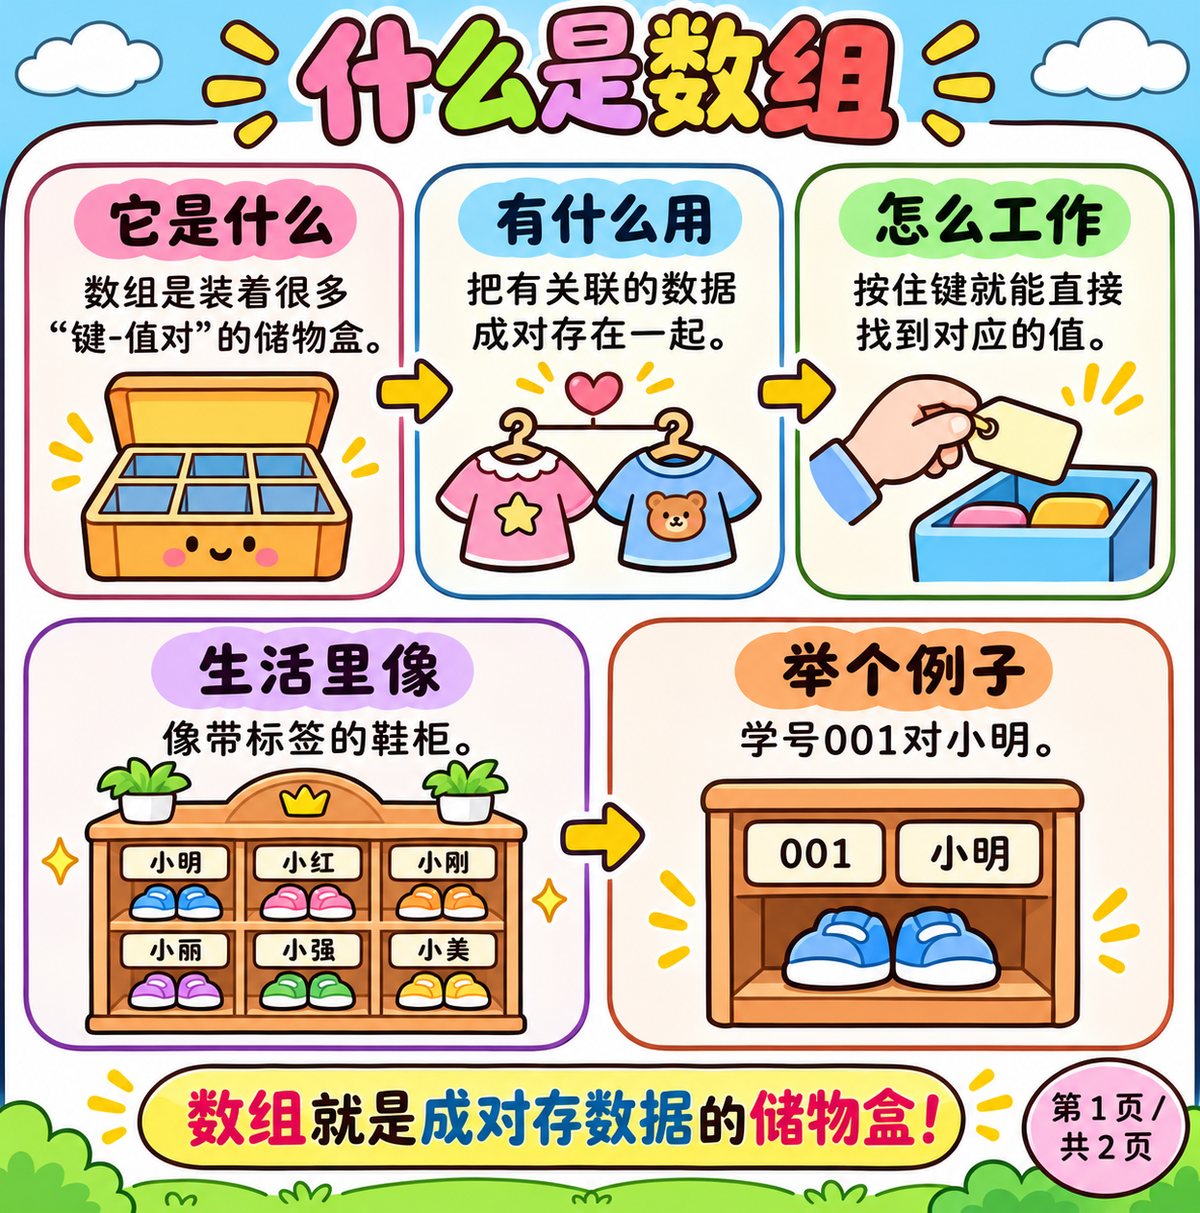 什么是数组
它是什么
数组是装着很多
“键-值对”的储物盒。
有什么用
把有关联的数据
成对存在一起。
怎么工作
按住键就能直接
找到对应的值。
生活里像
像带标签的鞋柜。
小明 小红 小刚
小丽 小强 小美
举个例子
学号001对小明。
001 小明
数组就是成对存数据的储物盒!
第1页/
共2页